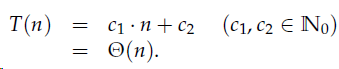 T(n) = c₁ · n + c₂ (c₁, c₂ ∈ ℕ₀)
= Θ(n).